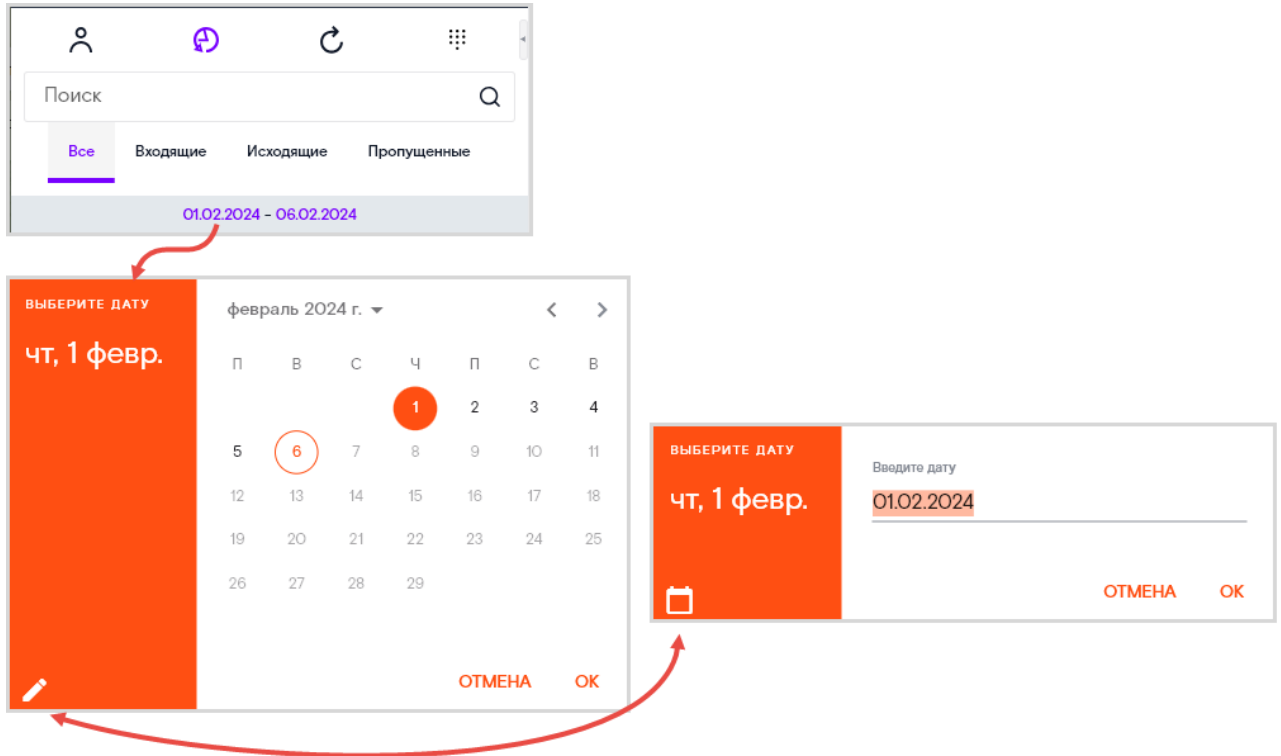 Поиск
Все Входящие Исходящие Пропущенные
01.02.2024 - 06.02.2024
ВЫБЕРИТЕ ДАТУ
чт, 1 февр.
февраль 2024 г.
П В С Ч П С В
1 2 3 4
5 6 7 8 9 10 11
12 13 14 15 16 17 18
19 20 21 22 23 24 25
26 27 28 29
ОТМЕНА ОК
ВЫБЕРИТЕ ДАТУ
чт, 1 февр.
Введите дату
01.02.2024
ОТМЕНА ОК